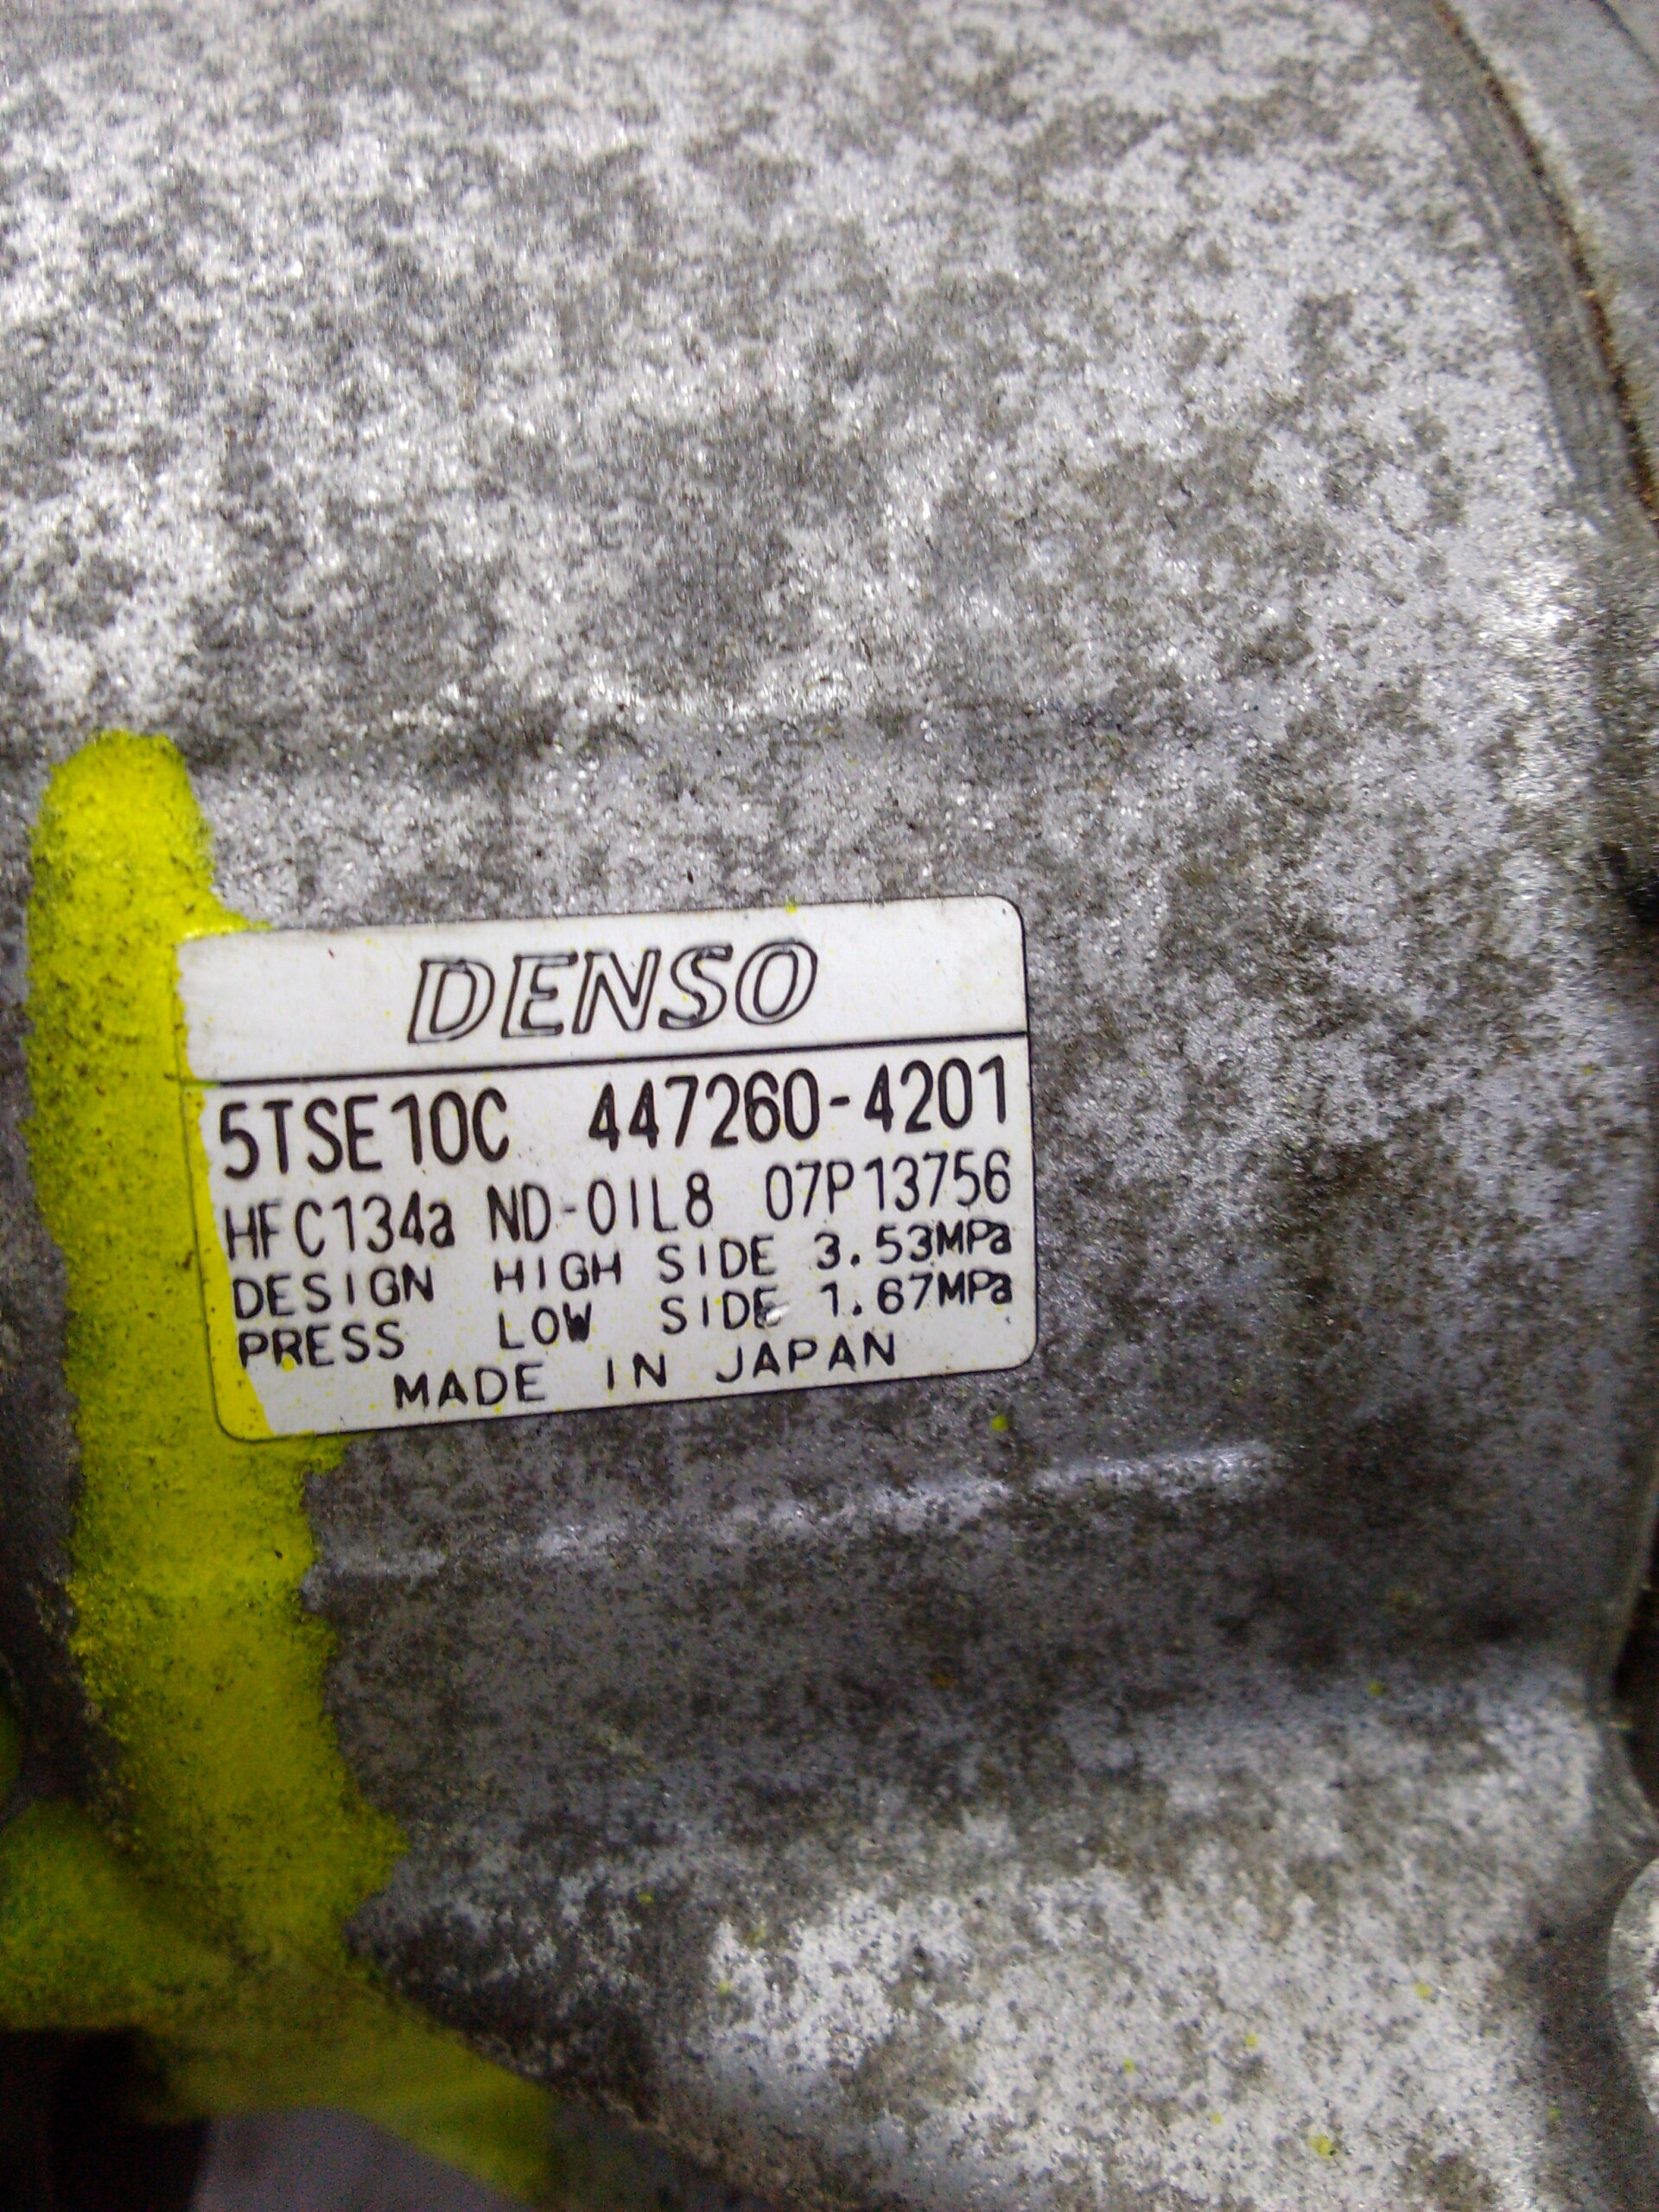 DENSO
5TSE10C 447260-4201
HFC134a ND-OIL8 07P13756
DESIGN HIGH SIDE 3.53MPa
PRESS LOW SIDE 1.67MPa
MADE IN JAPAN